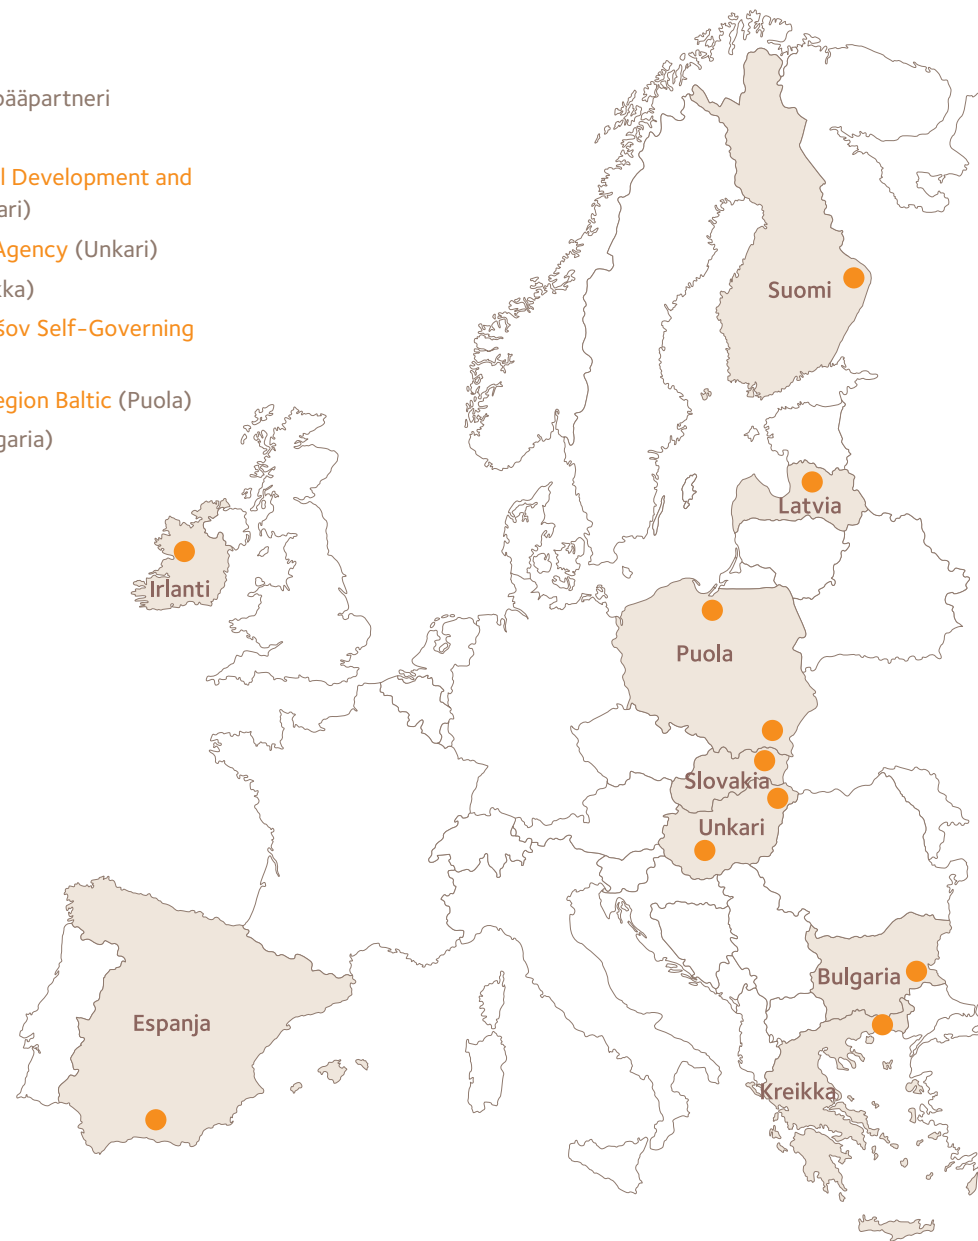 pääpartneri
l Development and
ari)
Agency (Unkari)
kka)
šov Self-Governing
egion Baltic (Puola)
garia)
Suomi
Latvia
Irlanti
Puola
Slovakia
Unkari
Bulgaria
Espanja
Kreikka